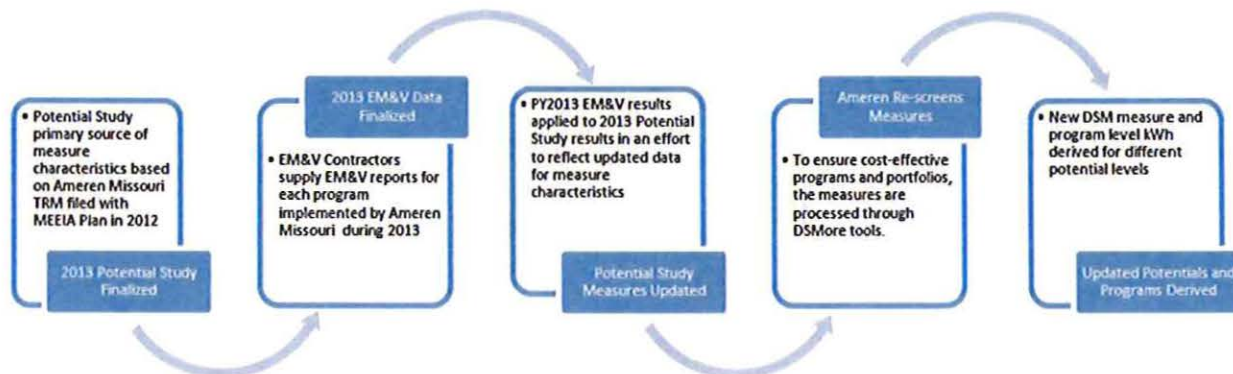 • Potential Study
primary source of
measure
characteristics based
on Ameren Missouri
TRM filed with
MEEIA Plan in 2012
2013 Potential Study
Finalized
2013 EM&V Data
Finalized
• EM&V Contractors
supply EM&V reports for
each program
implemented by Ameren
Missouri during 2013
• PY2013 EM&V results
applied to 2013 Potential
Study results in an effort
to reflect updated data
for measure
characteristics
Potential Study
Measures Updated
Ameren Re-screens
Measures
• To ensure cost-effective
programs and portfolios,
the measures are
processed through
DSMore tools.
• New DSM measure and
program level kWh
derived for different
potential levels
Updated Potentials and
Programs Derived